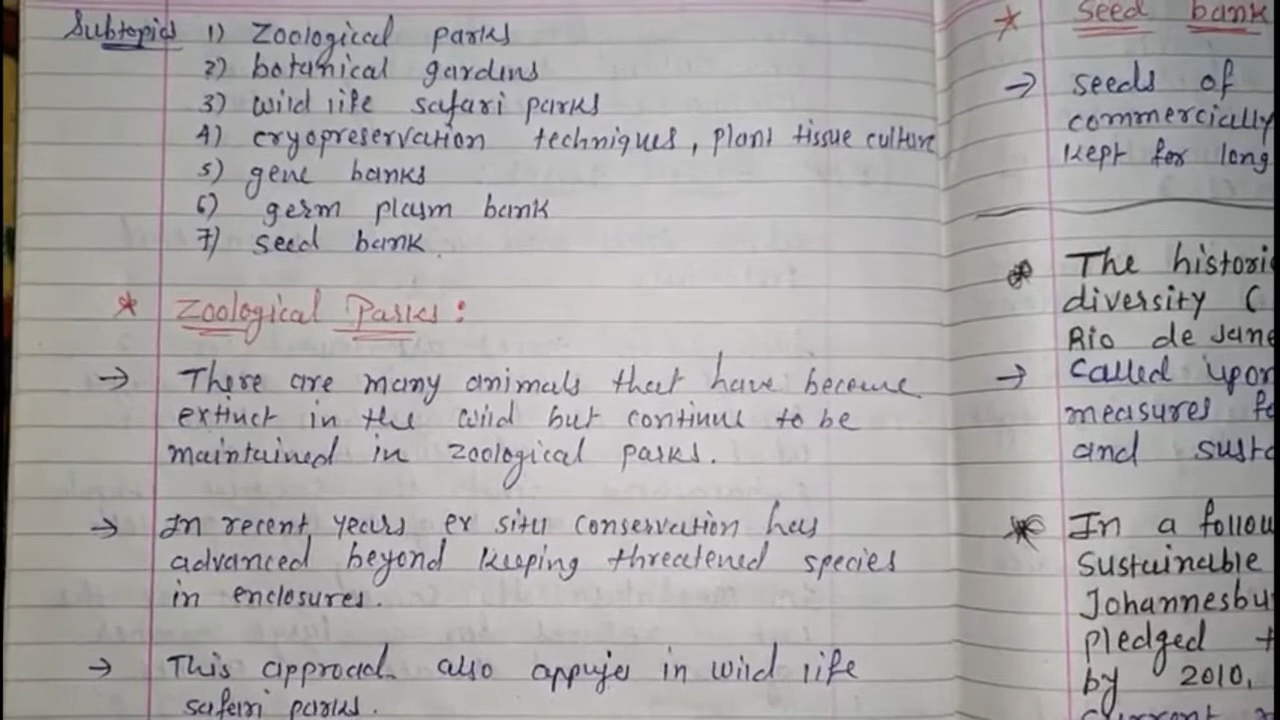 Subtopics 1) Zoological parks
2) botanical gardens
3) wild life safari parks
4) cryopreservation techniques, plant tissue culture
5) gene banks
6) germ plasm bank
7) seed bank.
* Zoological Parks :
→ There are many animals that have become
extinct in the wild but continue to be
maintained in zoological parks.
→ In recent years ex situ conservation has
advanced beyond keeping threatened species
in enclosures.
→ This approach also applies in wild life
safari parks.
* Seed bank
→ seeds of
commercially
kept for long
* The histori
diversity (
Rio de Jane
→ called upon
measures fo
and susta
* In a follow
Sustainable
Johannesbu
pledged t
by 2010,
current